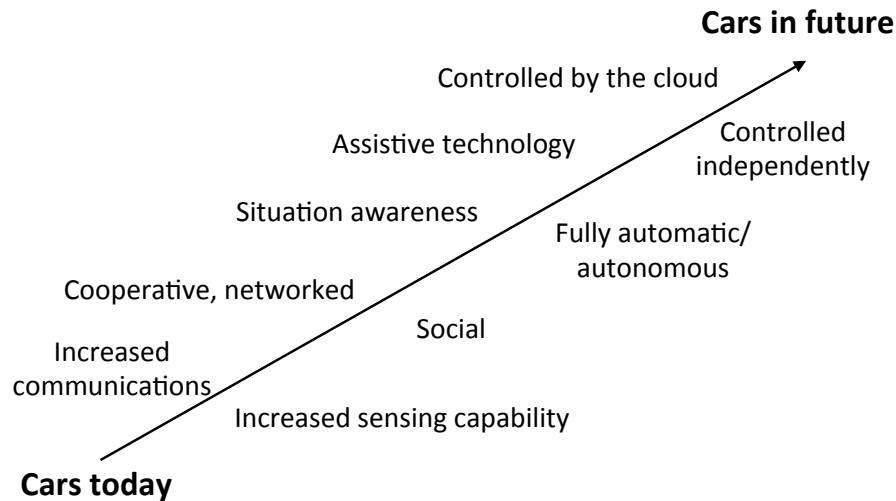 Cars in future
Controlled by the cloud
Controlled
independently
Assistive technology
Situation awareness
Fully automatic/
autonomous
Cooperative, networked
Social
Increased
communications
Increased sensing capability
Cars today